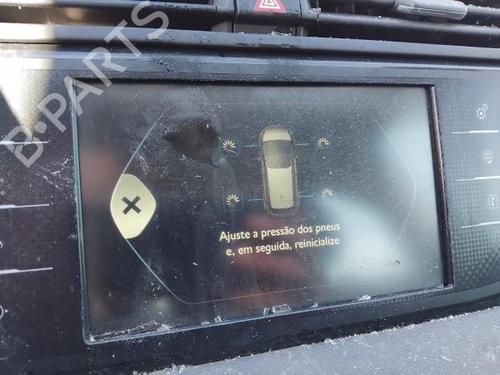 B-PARTS
Ajuste a pressão dos pneus
e, em seguida, reinicialize